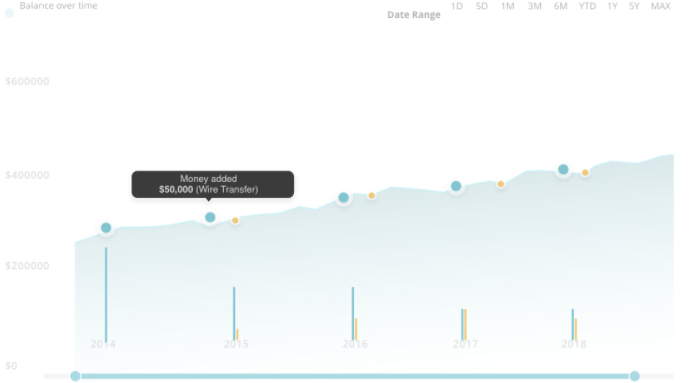 Balance over time
Date Range
1D 5D 1M 3M 6M YTD 1Y 5Y MAX
$600000
$400000
Money added
$50,000 (Wire Transfer)
$200000
2014 2015 2016 2017 2018
$0